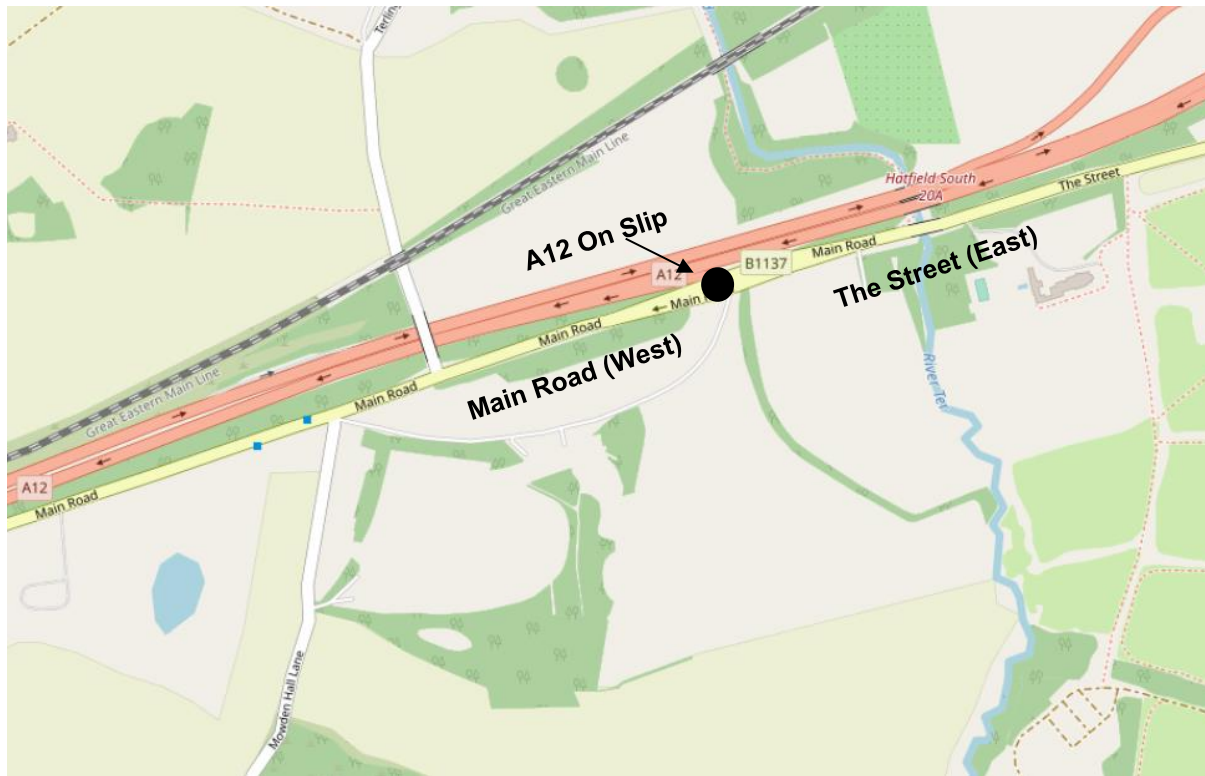 Terling
Great Eastern Main Line
Hatfield South
20A
The Street
A12 On Slip
Main Road
A12
B1137
The Street (East)
Main
Main Road
Main Road (West)
River Ter
Great Eastern Main Line
Main Road
A12
Main Road
Mowden Hall Lane